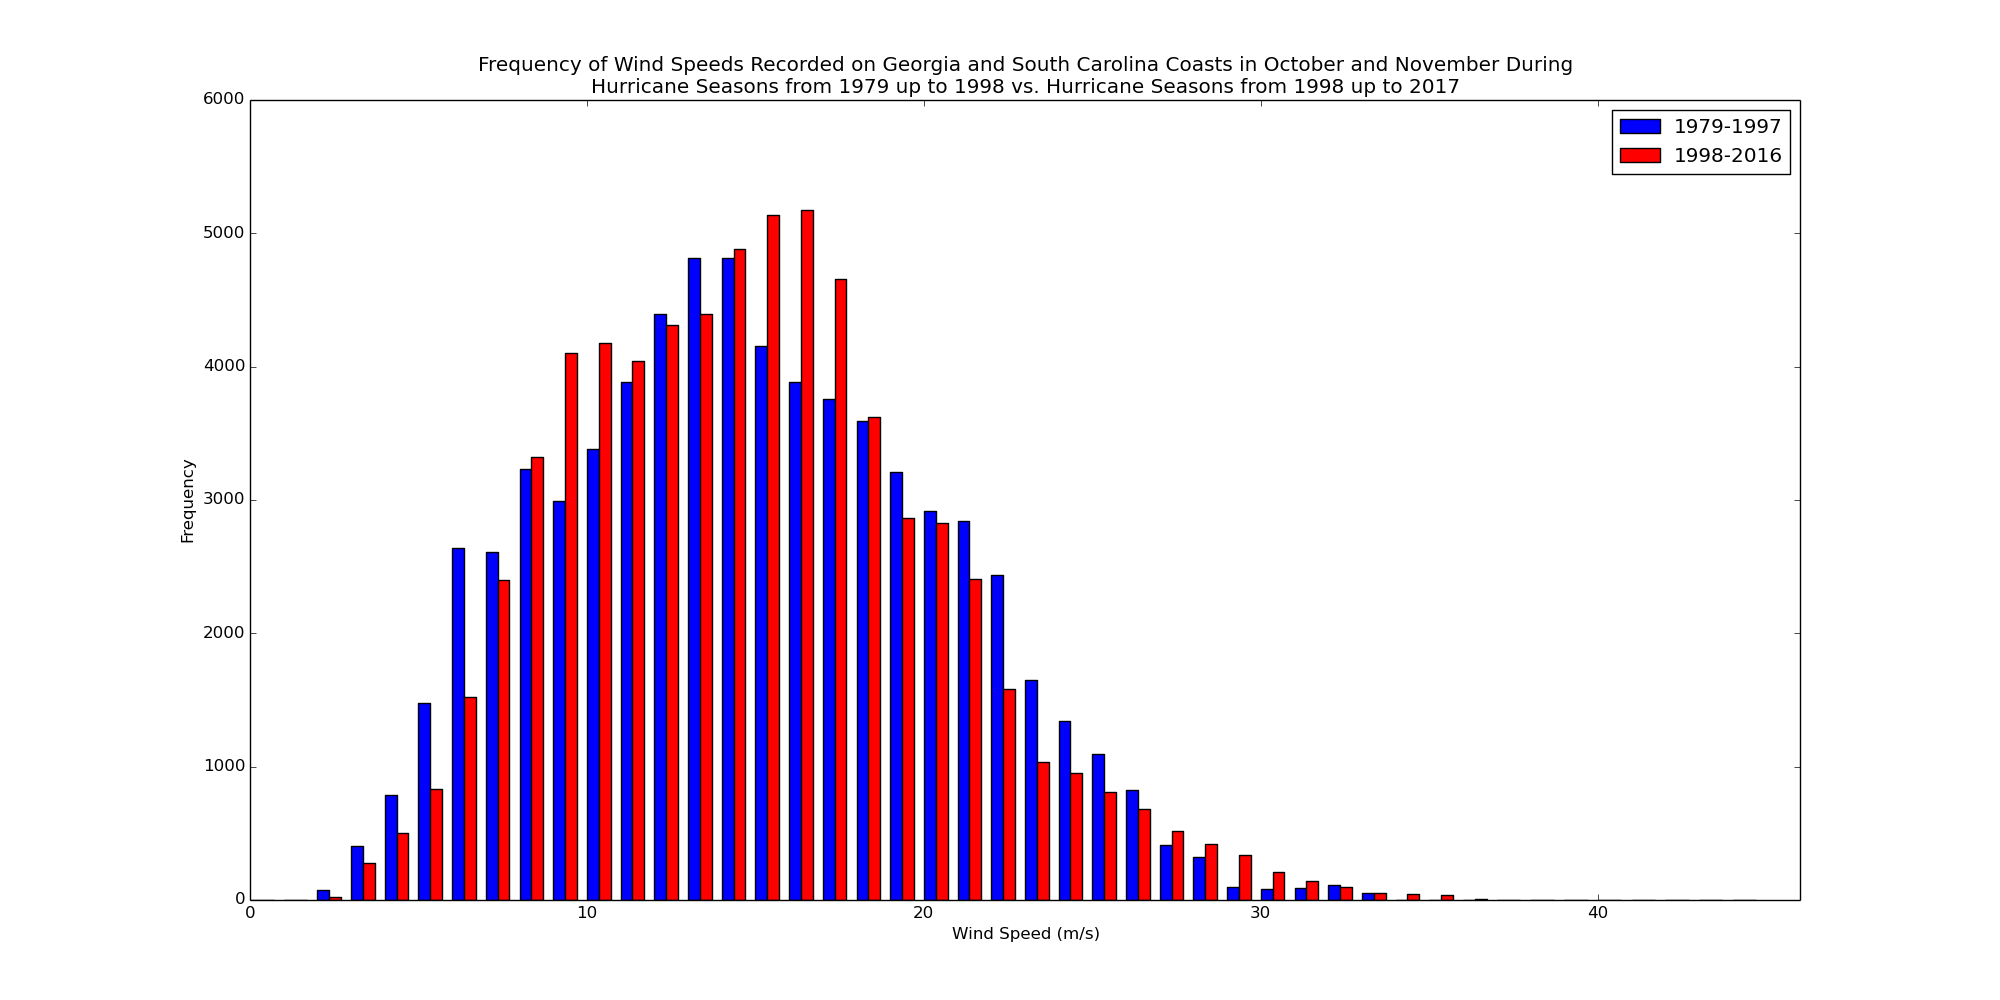 Frequency of Wind Speeds Recorded on Georgia and South Carolina Coasts in October and November During
Hurricane Seasons from 1979 up to 1998 vs. Hurricane Seasons from 1998 up to 2017
1979-1997
1998-2016
6000
5000
4000
3000
2000
1000
0
Frequency
0 10 20 30 40
Wind Speed (m/s)